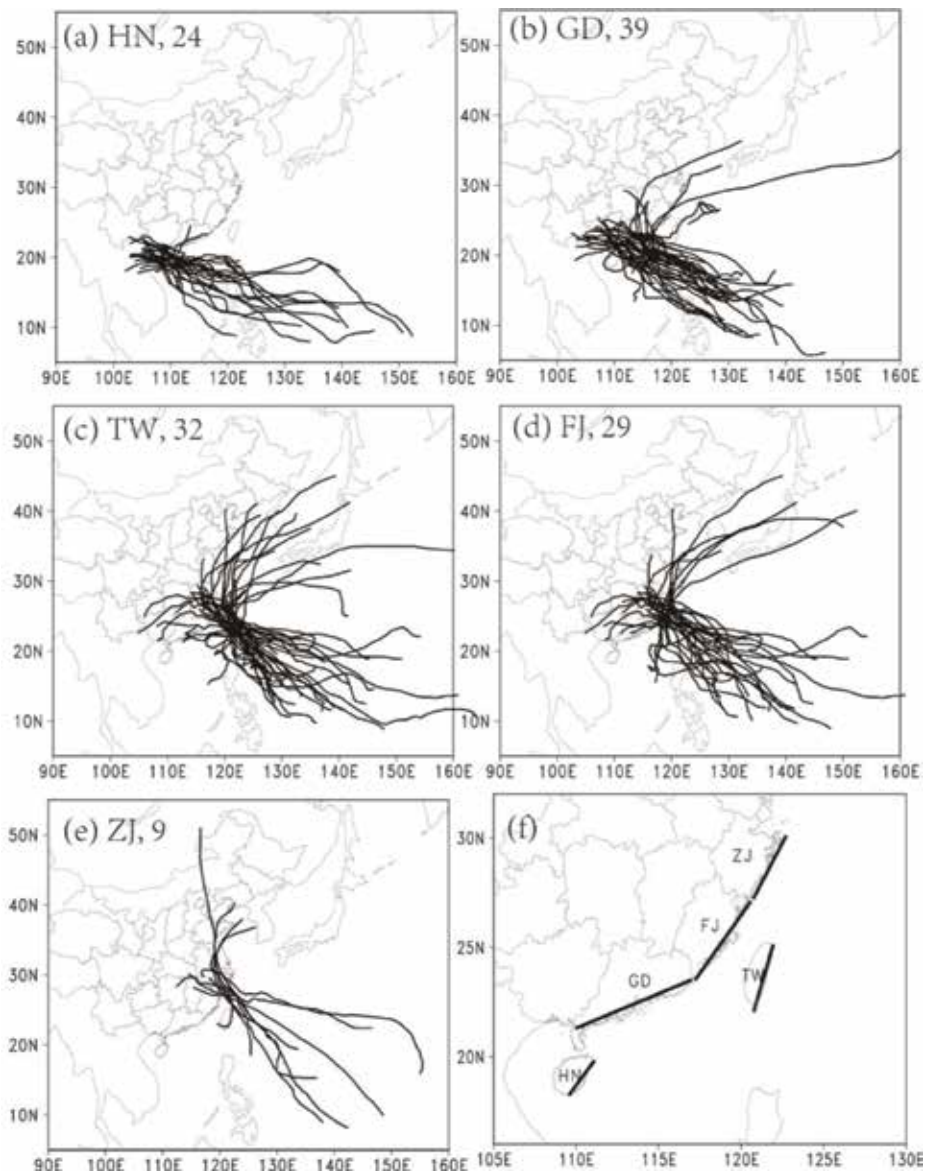 (a) HN, 24
50N
40N
30N
20N
10N
90E 100E 110E 120E 130E 140E 150E 160E
(b) GD, 39
50N
40N
30N
20N
10N
90E 100E 110E 120E 130E 140E 150E 160E
(c) TW, 32
50N
40N
30N
20N
10N
90E 100E 110E 120E 130E 140E 150E 160E
(d) FJ, 29
50N
40N
30N
20N
10N
90E 100E 110E 120E 130E 140E 150E 160E
(e) ZJ, 9
50N
40N
30N
20N
10N
90E 100E 110E 120E 130E 140E 150E 160E
(f)
30N
ZJ
FJ
25N
TW
GD
20N
HN
105E 110E 115E 120E 125E 130E